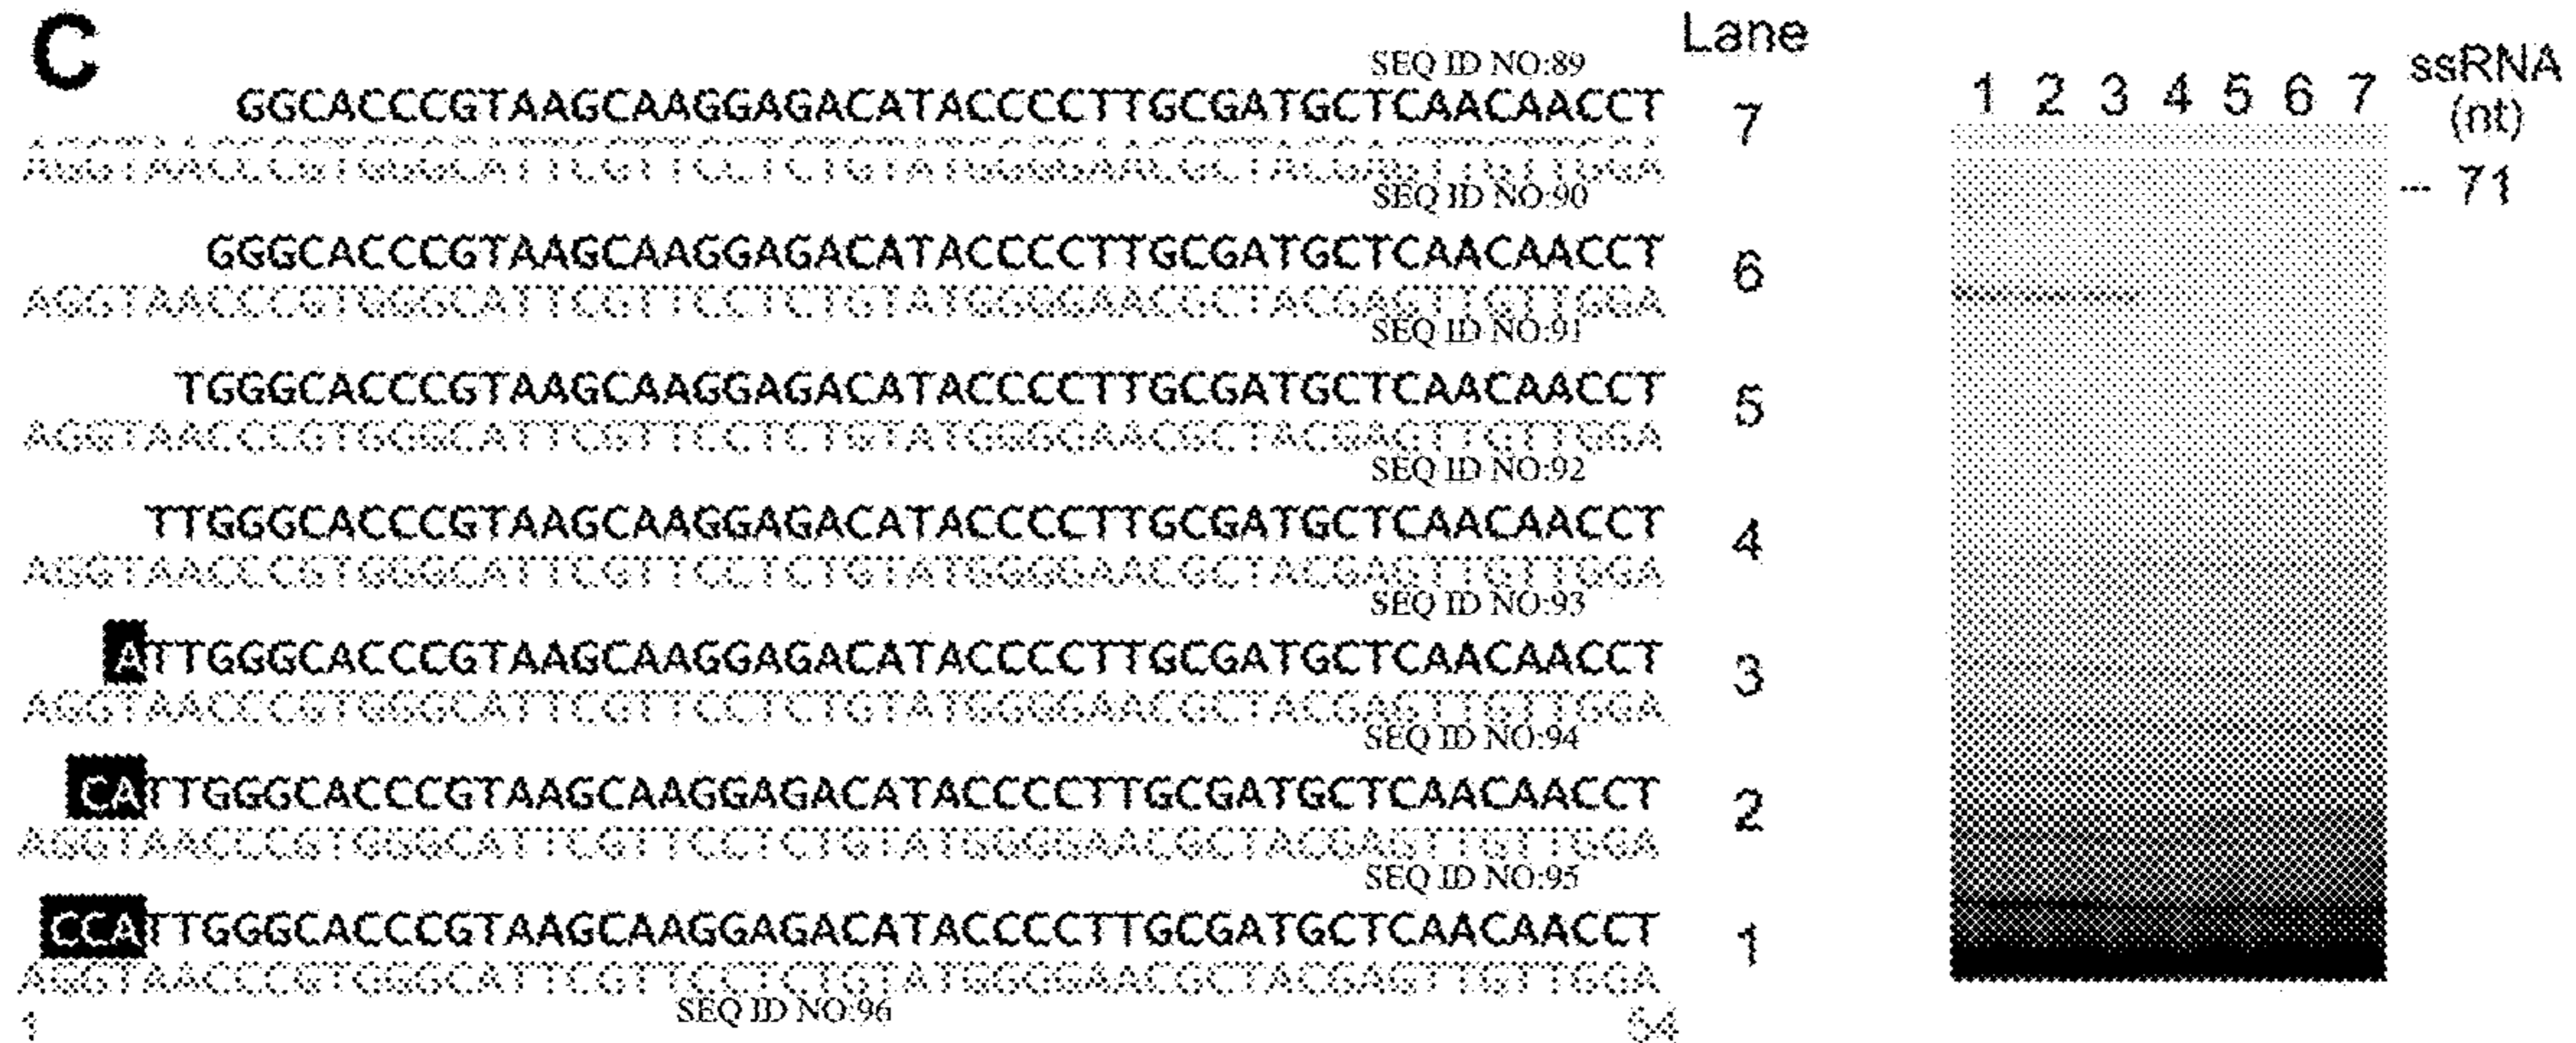 C
Lane
SEQ ID NO:89
GGCACCCGTAAGCAAGGAGACATACCCCTTGCGATGCTCAACAACCT 7
AGGTAACCCGTGGGCATTCGTTCCTCTGTATGGGGAACGCTACGAGTTGTTGGA
SEQ ID NO:90
GGGCACCCGTAAGCAAGGAGACATACCCCTTGCGATGCTCAACAACCT 6
AGGTAACCCGTGGGCATTCGTTCCTCTGTATGGGGAACGCTACGAGTTGTTGGA
SEQ ID NO:91
TGGGCACCCGTAAGCAAGGAGACATACCCCTTGCGATGCTCAACAACCT 5
AGGTAACCCGTGGGCATTCGTTCCTCTGTATGGGGAACGCTACGAGTTGTTGGA
SEQ ID NO:92
TTGGGCACCCGTAAGCAAGGAGACATACCCCTTGCGATGCTCAACAACCT 4
AGGTAACCCGTGGGCATTCGTTCCTCTGTATGGGGAACGCTACGAGTTGTTGGA
SEQ ID NO:93
ATTGGGCACCCGTAAGCAAGGAGACATACCCCTTGCGATGCTCAACAACCT 3
AGGTAACCCGTGGGCATTCGTTCCTCTGTATGGGGAACGCTACGAGTTGTTGGA
SEQ ID NO:94
CATTGGGCACCCGTAAGCAAGGAGACATACCCCTTGCGATGCTCAACAACCT 2
AGGTAACCCGTGGGCATTCGTTCCTCTGTATGGGGAACGCTACGAGTTGTTGGA
SEQ ID NO:95
CCATTGGGCACCCGTAAGCAAGGAGACATACCCCTTGCGATGCTCAACAACCT 1
AGGTAACCCGTGGGCATTCGTTCCTCTGTATGGGGAACGCTACGAGTTGTTGGA
SEQ ID NO:96
1 54
1 2 3 4 5 6 7
ssRNA
(nt)
-- 71